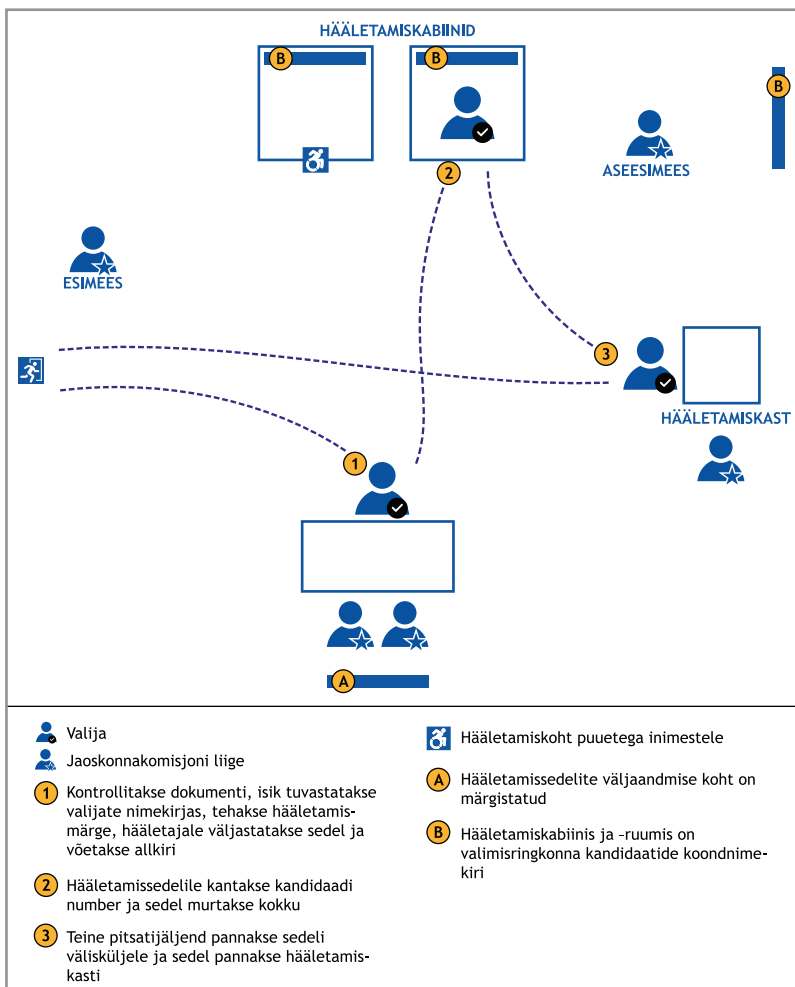 HÄÄLETAMISKABIINID
B
B
B
2
ASEESIMEES
ESIMEES
3
HÄÄLETAMISKAST
1
A
Valija
Jaoskonnakomisjoni liige
1 Kontrollitakse dokumenti, isik tuvastatakse
valijate nimekirjas, tehakse hääletamis-
märge, hääletajale väljastatakse sedel ja
võetakse allkiri
2 Hääletamissedelile kantakse kandidaadi
number ja sedel murtakse kokku
3 Teine pitsatijäljend pannakse sedeli
välisküljele ja sedel pannakse hääletamis-
kasti
Hääletamiskoht puuetega inimestele
A Hääletamissedelite väljaandmise koht on
märgistatud
B Hääletamiskabiinis ja -ruumis on
valimisringkonna kandidaatide koondnime-
kiri